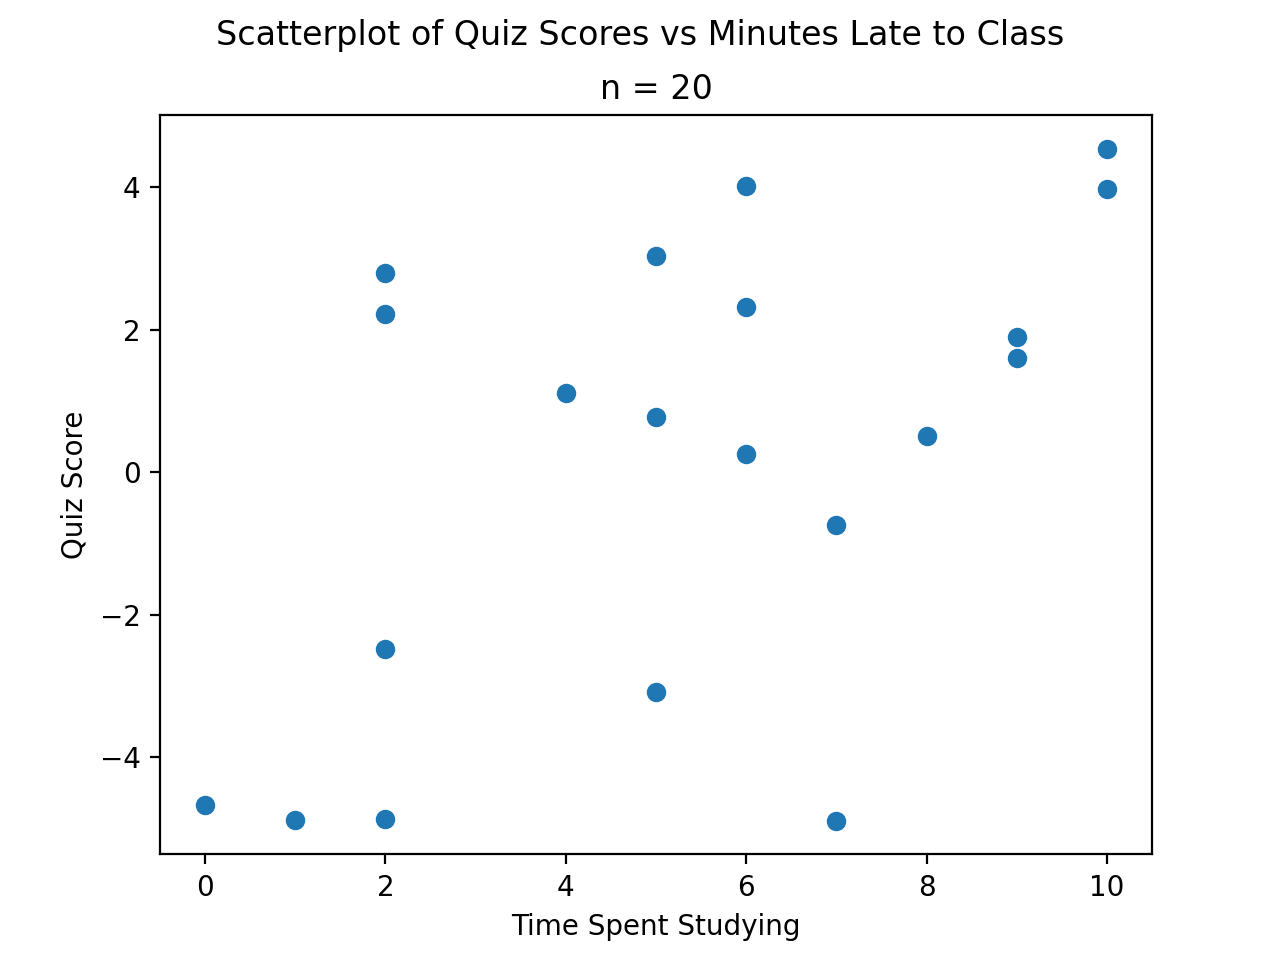 Scatterplot of Quiz Scores vs Minutes Late to Class
n = 20
4
2
0
−2
−4
Quiz Score
0 2 4 6 8 10
Time Spent Studying